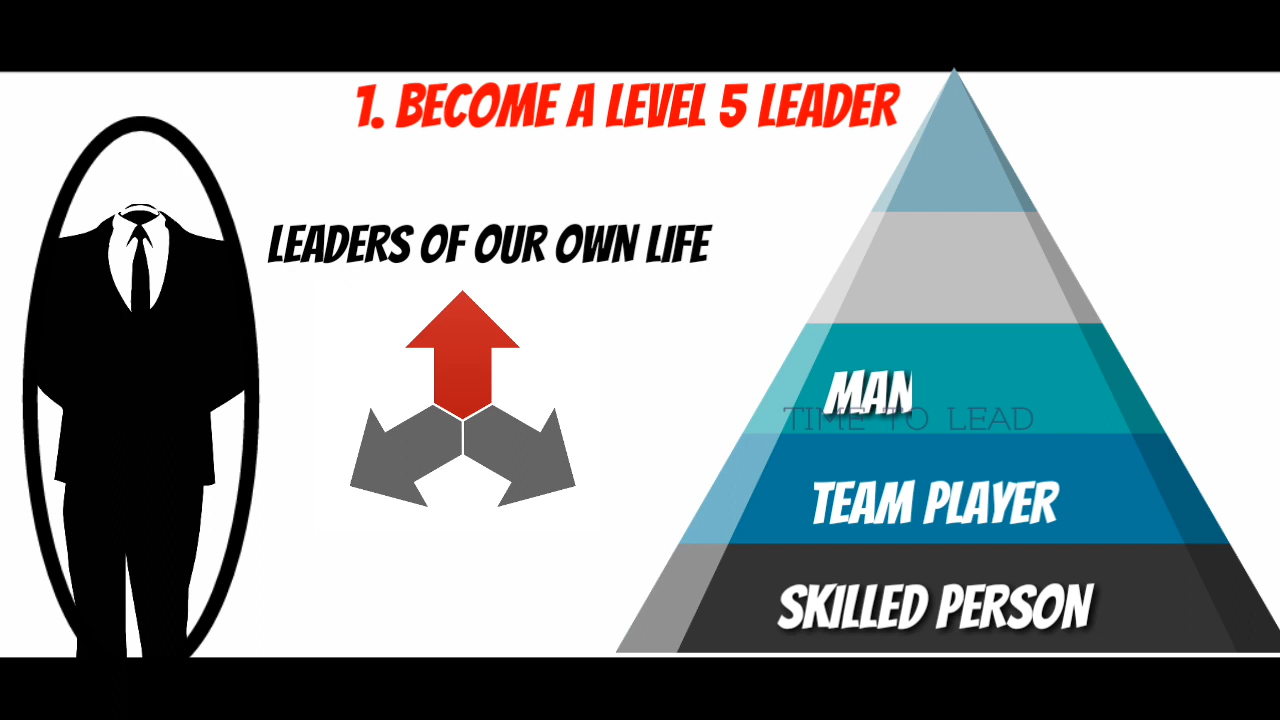 1. BECOME A LEVEL 5 LEADER
LEADERS OF OUR OWN LIFE
MAN
TIME TO LEAD
TEAM PLAYER
SKILLED PERSON